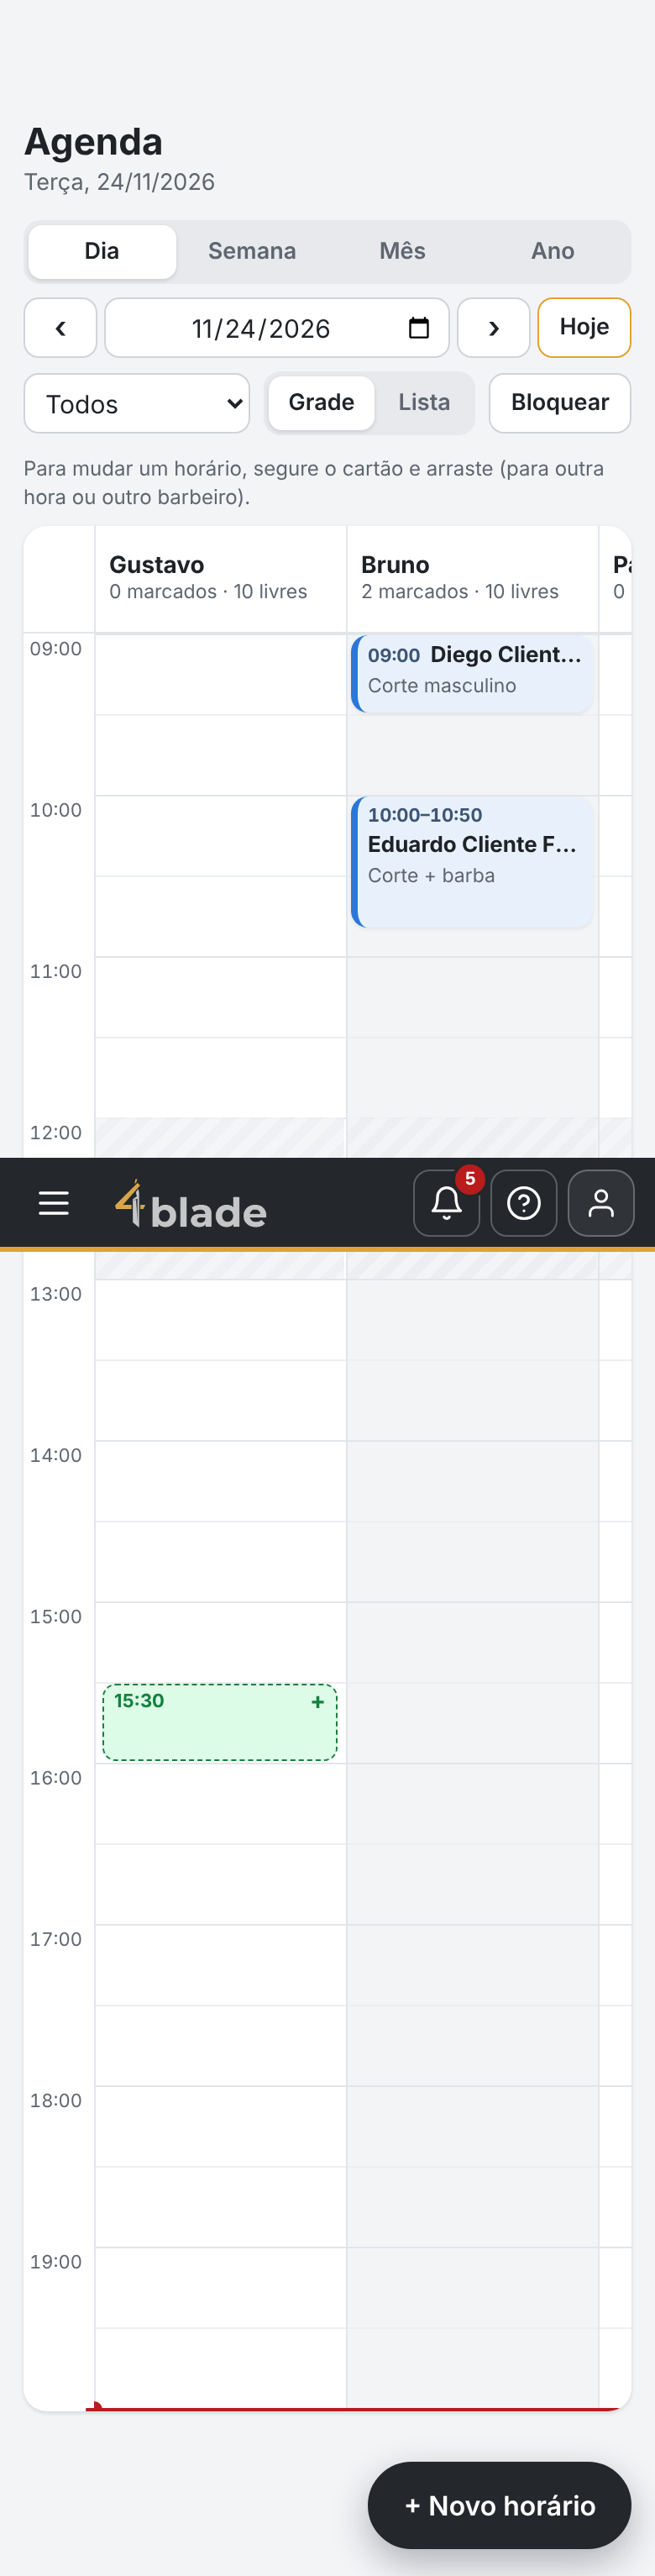 Agenda
Terça, 24/11/2026
Dia Semana Mês Ano
‹ 11/24/2026 › Hoje
Todos Grade Lista Bloquear
Para mudar um horário, segure o cartão e arraste (para outra
hora ou outro barbeiro).
Gustavo Bruno
0 marcados · 10 livres 2 marcados · 10 livres 0
09:00 09:00 Diego Client...
Corte masculino
10:00 10:00–10:50
Eduardo Cliente F...
Corte + barba
11:00
12:00
4blade 5
13:00
14:00
15:00
15:30 +
16:00
17:00
18:00
19:00
+ Novo horário